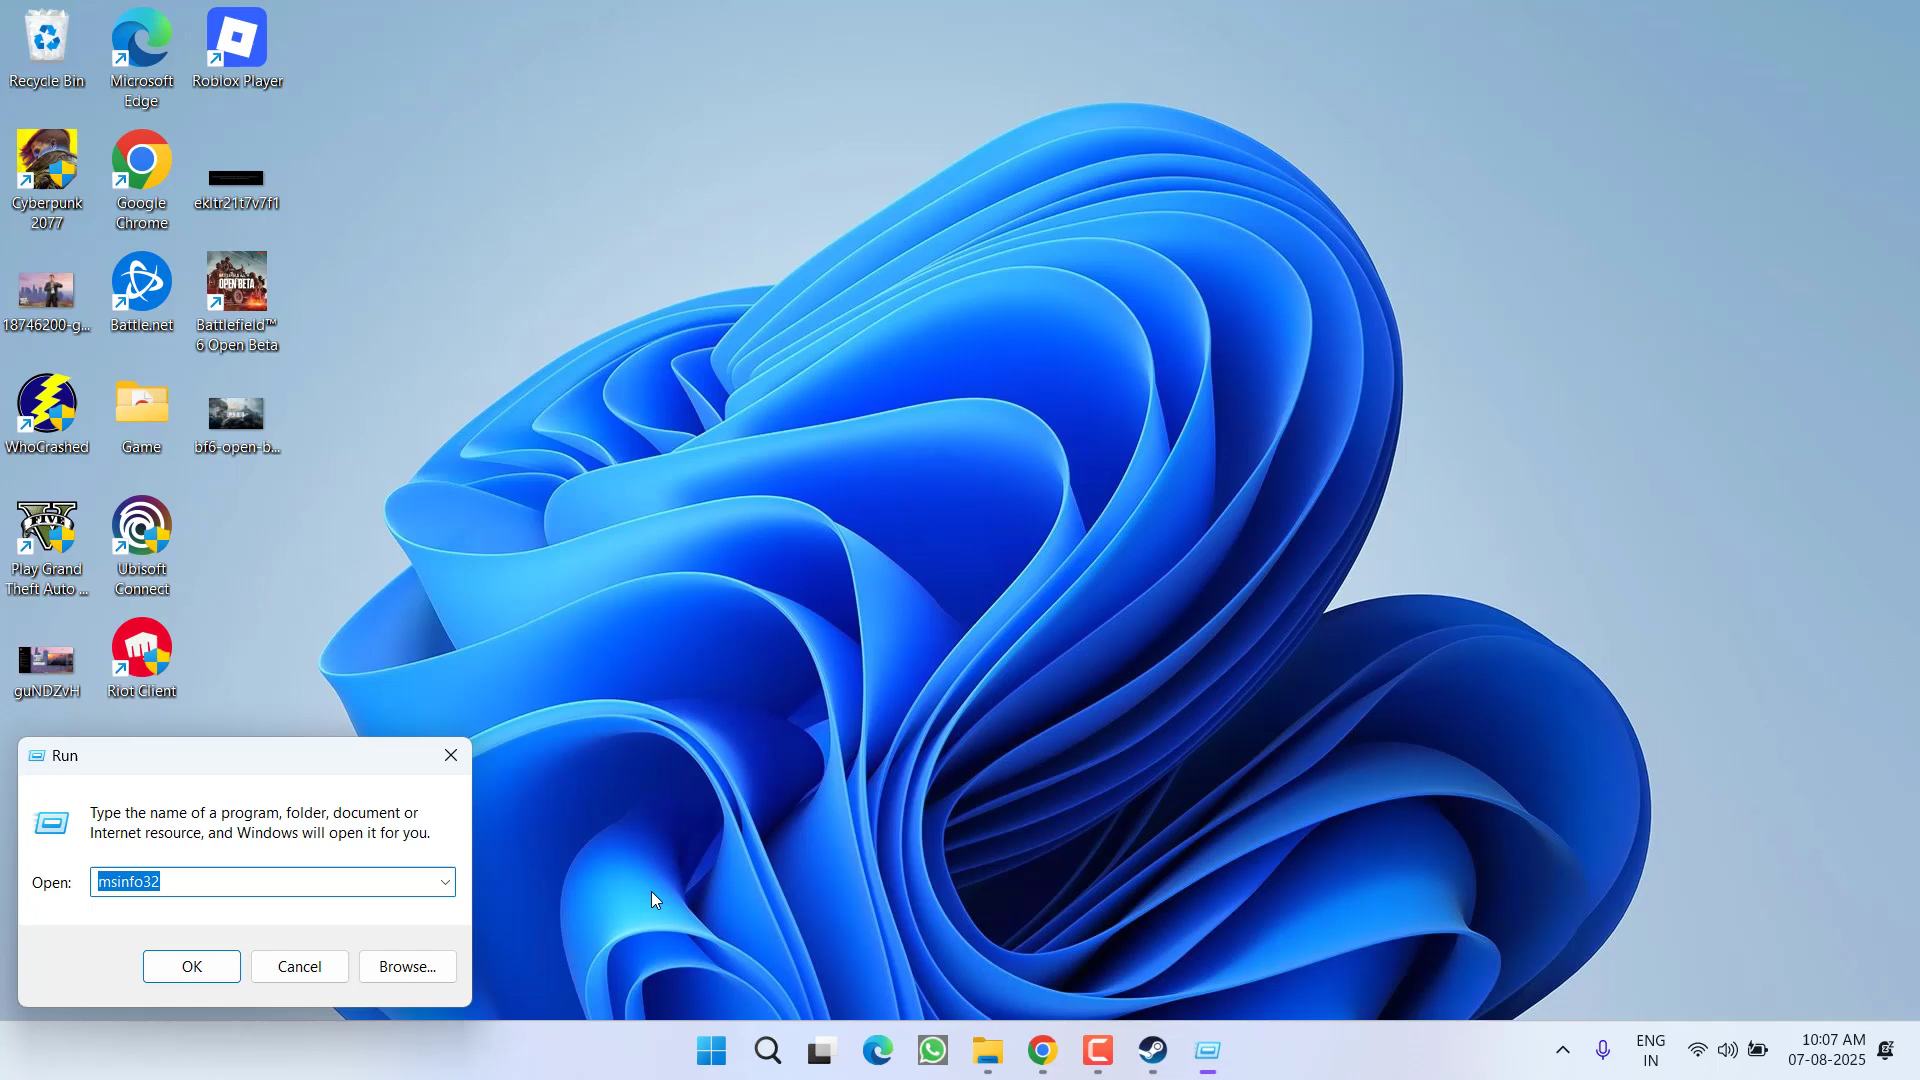 Recycle Bin
Microsoft
Edge
Roblox Player
Cyberpunk
2077
Google
Chrome
ekltr21t7v7f1
18746200-g...
Battle.net
OPEN BETA
Battlefield™
6 Open Beta
WhoCrashed
Game
bf6-open-b...
FIVE
Play Grand
Theft Auto ...
Ubisoft
Connect
guNDZvH
Riot Client
Run
Type the name of a program, folder, document or
Internet resource, and Windows will open it for you.
Open:
msinfo32
OK
Cancel
Browse...
ENG
IN
10:07 AM
07-08-2025